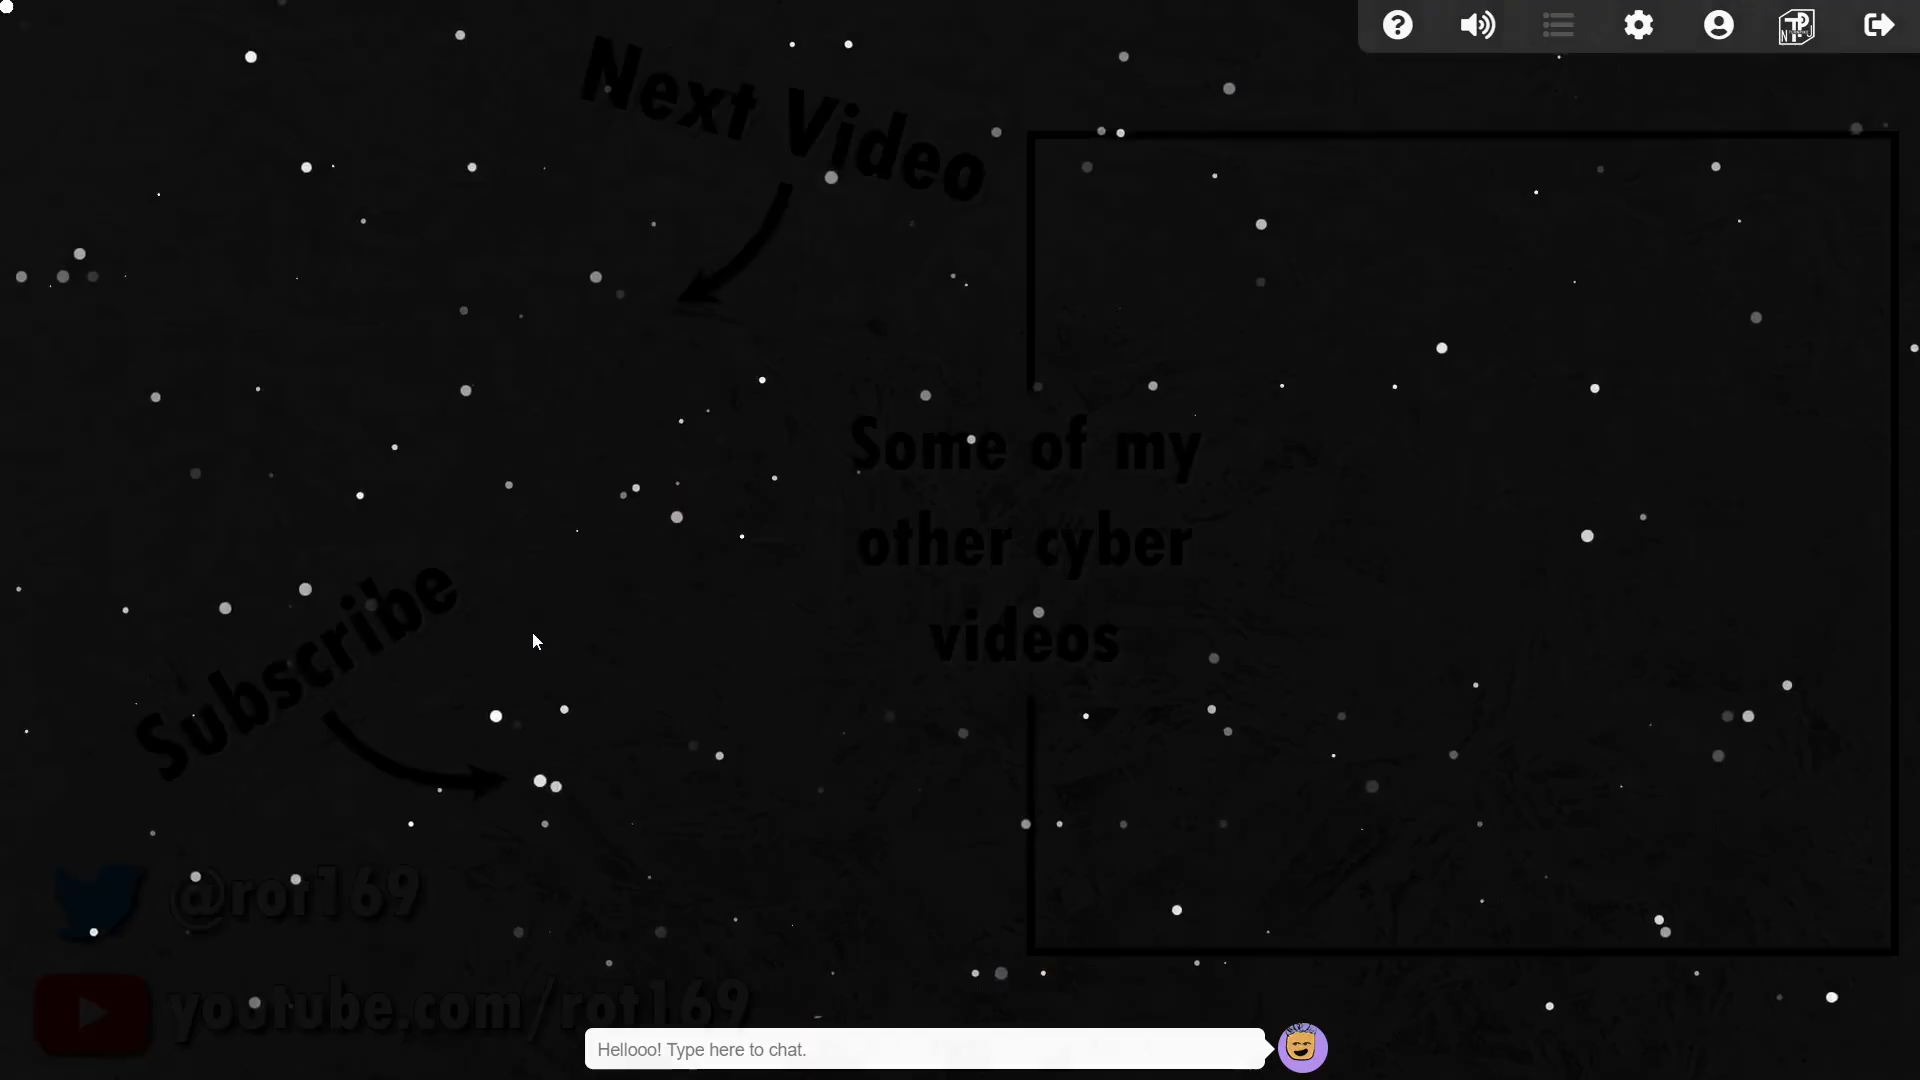 Next Video
Some of my
other cyber
videos
Subscribe
@rot169
youtube.com/rot169
Hellooo! Type here to chat.